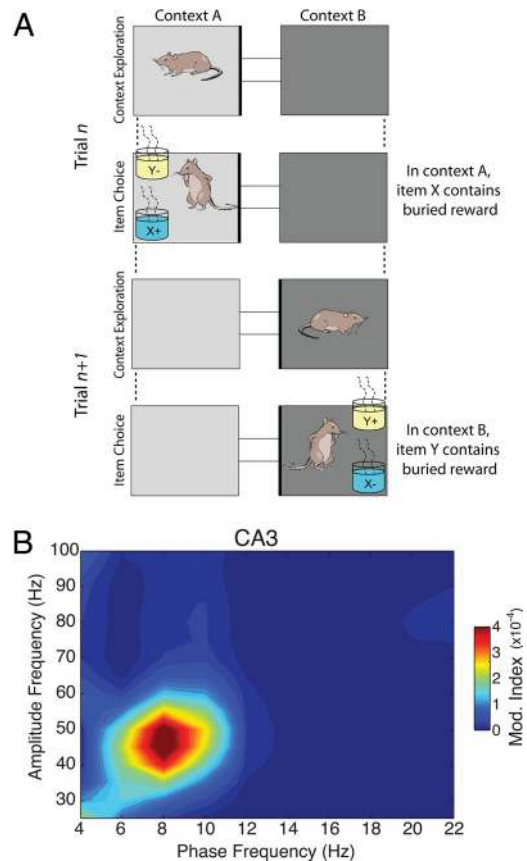 A
Context A
Context B
Trial n
Context Exploration
Item Choice
Y-
X+
In context A,
item X contains
buried reward
Trial n+1
Context Exploration
Item Choice
Y+
X-
In context B,
item Y contains
buried reward
B
CA3
Amplitude Frequency (Hz)
100
90
80
70
60
50
40
30
4 6 8 10 12 14 16 18 20 22
Phase Frequency (Hz)
4
3
2
1
0
Mod. Index (x10⁻⁴)